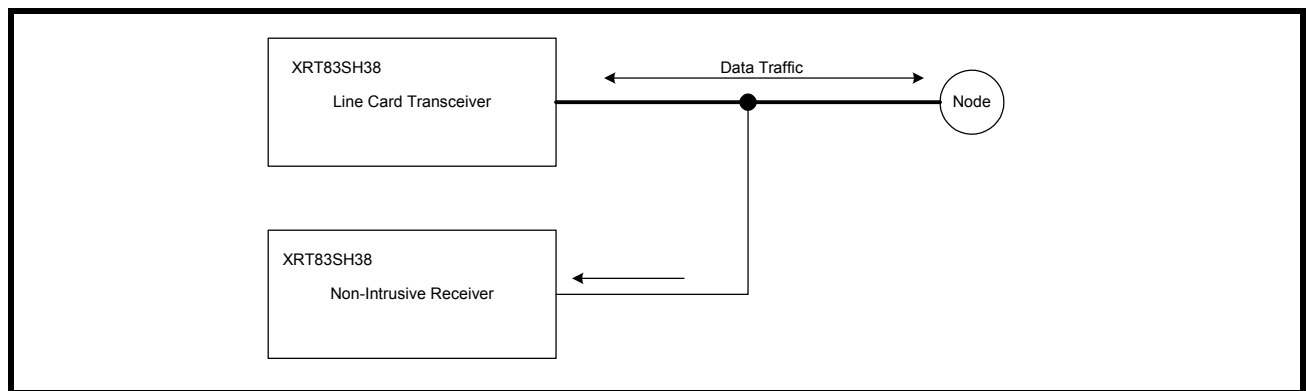 XRT83SH38
Line Card Transceiver
Data Traffic
Node
XRT83SH38
Non-Intrusive Receiver